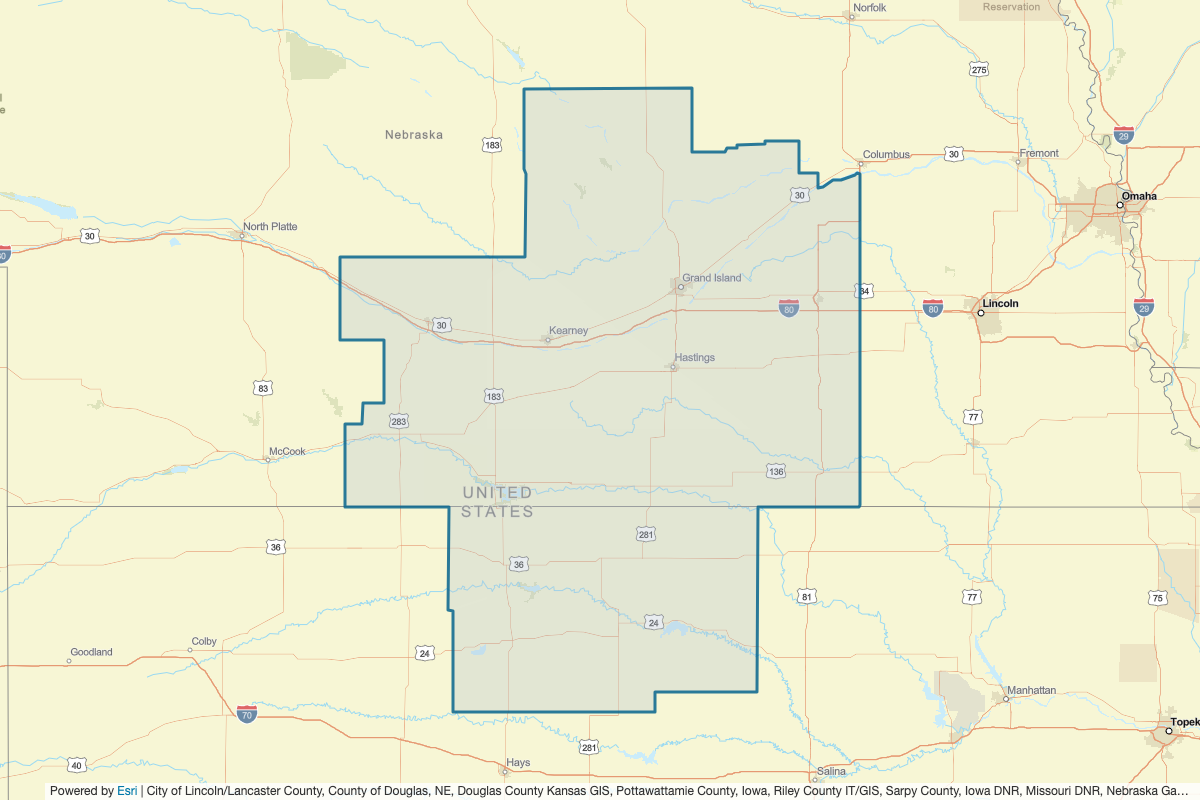 Norfolk
Reservation
275
Nebraska
183
29
Columbus
30
Fremont
30
Omaha
North Platte
30
80
Grand Island
34
Lincoln
80
80
29
30
Kearney
Hastings
83
183
283
77
McCook
136
UNITED
STATES
281
36
36
81
77
75
24
Colby
Goodland
24
Manhattan
70
Topek
281
Hays
Salina
40
Powered by Esri | City of Lincoln/Lancaster County, County of Douglas, NE, Douglas County Kansas GIS, Pottawattamie County, Iowa, Riley County IT/GIS, Sarpy County, Iowa DNR, Missouri DNR, Nebraska Ga…